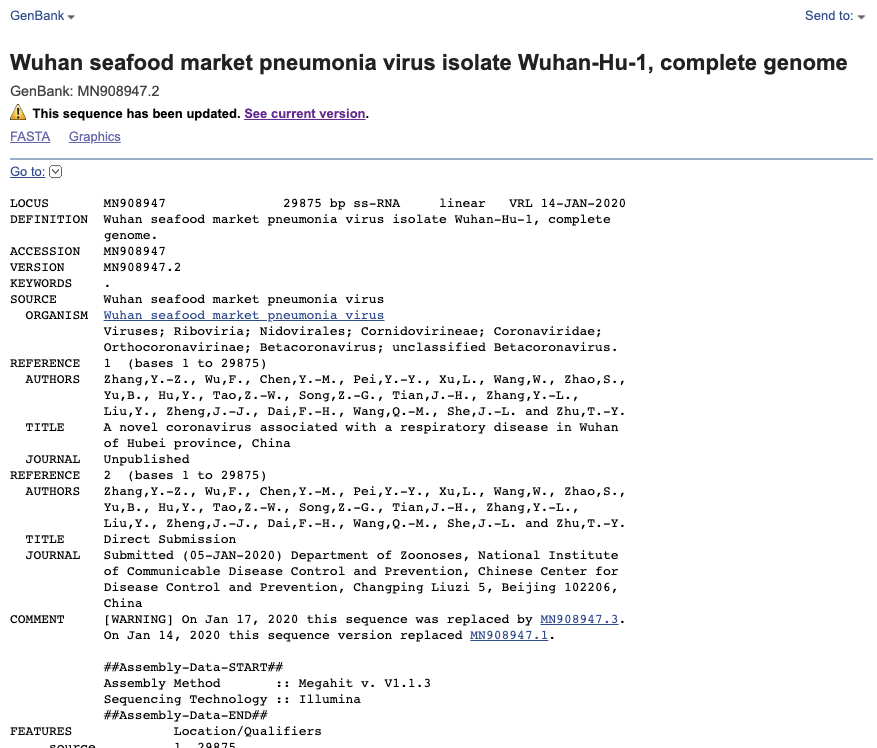 GenBank
Send to:
Wuhan seafood market pneumonia virus isolate Wuhan-Hu-1, complete genome
GenBank: MN908947.2
This sequence has been updated. See current version.
FASTA Graphics
Go to:
LOCUS MN908947 29875 bp ss-RNA linear VRL 14-JAN-2020
DEFINITION Wuhan seafood market pneumonia virus isolate Wuhan-Hu-1, complete
genome.
ACCESSION MN908947
VERSION MN908947.2
KEYWORDS .
SOURCE Wuhan seafood market pneumonia virus
ORGANISM Wuhan seafood market pneumonia virus
Viruses; Riboviria; Nidovirales; Cornidovirineae; Coronaviridae;
Orthocoronavirinae; Betacoronavirus; unclassified Betacoronavirus.
REFERENCE 1 (bases 1 to 29875)
AUTHORS Zhang,Y.-Z., Wu,F., Chen,Y.-M., Pei,Y.-Y., Xu,L., Wang,W., Zhao,S.,
Yu,B., Hu,Y., Tao,Z.-W., Song,Z.-G., Tian,J.-H., Zhang,Y.-L.,
Liu,Y., Zheng,J.-J., Dai,F.-H., Wang,Q.-M., She,J.-L. and Zhu,T.-Y.
TITLE A novel coronavirus associated with a respiratory disease in Wuhan
of Hubei province, China
JOURNAL Unpublished
REFERENCE 2 (bases 1 to 29875)
AUTHORS Zhang,Y.-Z., Wu,F., Chen,Y.-M., Pei,Y.-Y., Xu,L., Wang,W., Zhao,S.,
Yu,B., Hu,Y., Tao,Z.-W., Song,Z.-G., Tian,J.-H., Zhang,Y.-L.,
Liu,Y., Zheng,J.-J., Dai,F.-H., Wang,Q.-M., She,J.-L. and Zhu,T.-Y.
TITLE Direct Submission
JOURNAL Submitted (05-JAN-2020) Department of Zoonoses, National Institute
of Communicable Disease Control and Prevention, Chinese Center for
Disease Control and Prevention, Changping Liuzi 5, Beijing 102206,
China
COMMENT [WARNING] On Jan 17, 2020 this sequence was replaced by MN908947.3.
On Jan 14, 2020 this sequence version replaced MN908947.1.
##Assembly-Data-START##
Assembly Method :: Megahit v. V1.1.3
Sequencing Technology :: Illumina
##Assembly-Data-END##
FEATURES Location/Qualifiers
source 1..29875